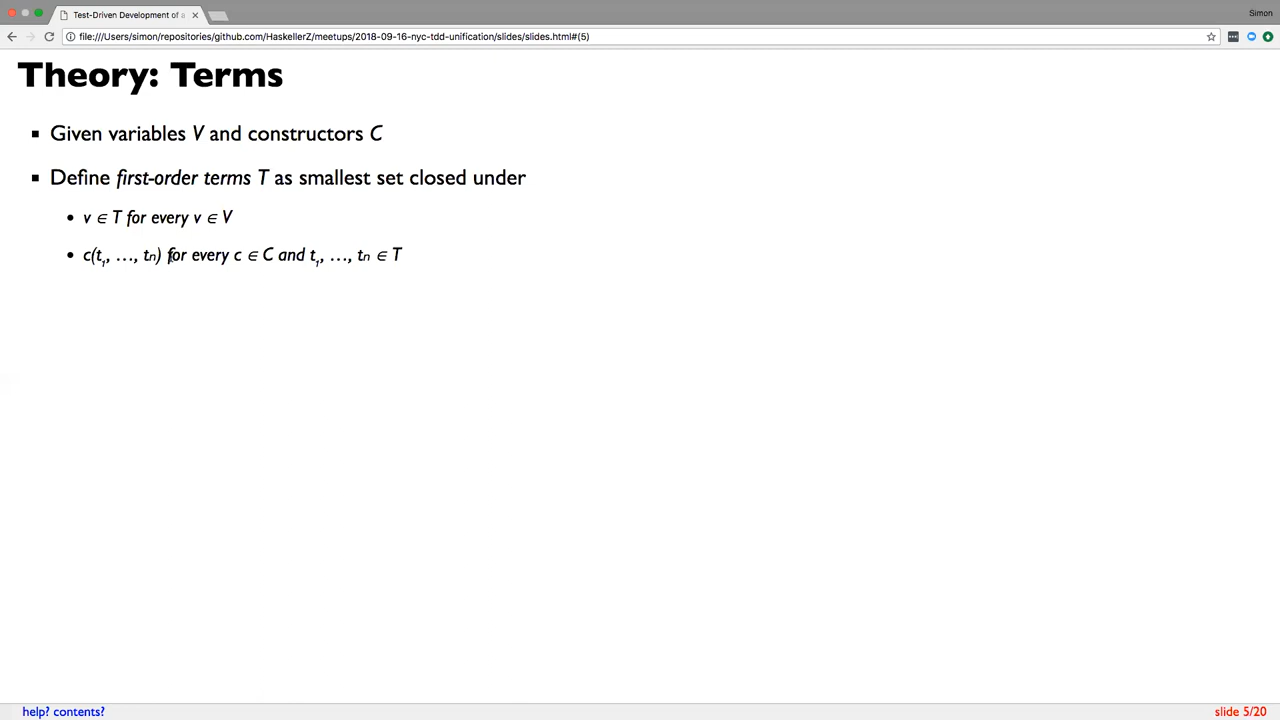 Test-Driven Development of a
Simon
file:///Users/simon/repositories/github.com/HaskellerZ/meetups/2018-09-16-nyc-tdd-unification/slides/slides.html#(5)
Theory: Terms
Given variables V and constructors C
Define first-order terms T as smallest set closed under
v ∈ T for every v ∈ V
c(t₁, …, tₙ) for every c ∈ C and t₁, …, tₙ ∈ T
help? contents?
slide 5/20